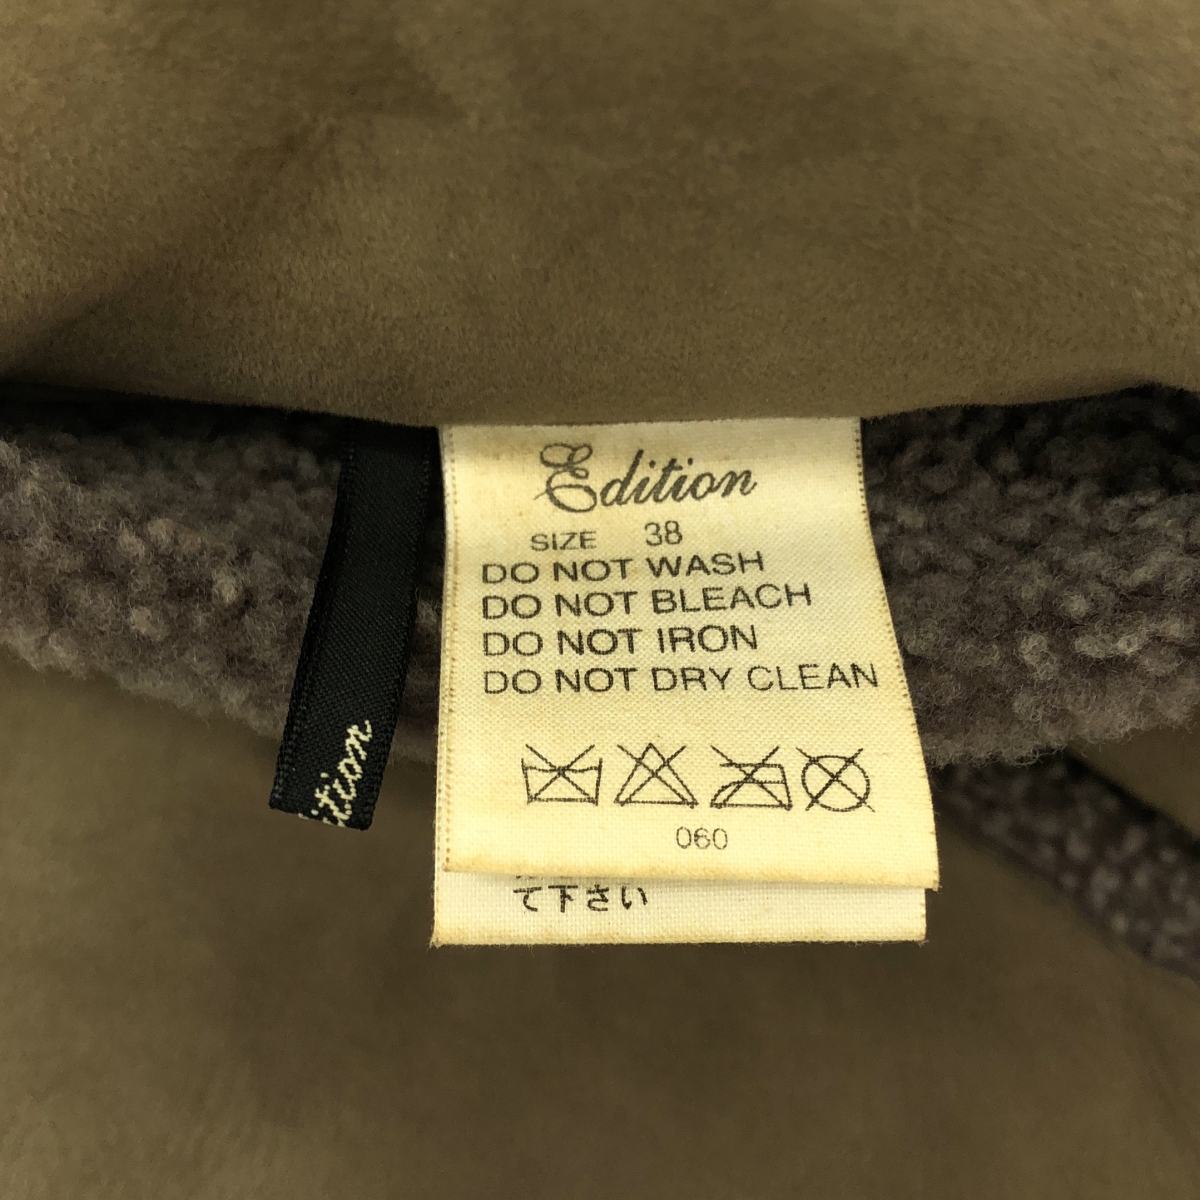 Edition
SIZE 38
DO NOT WASH
DO NOT BLEACH
DO NOT IRON
DO NOT DRY CLEAN
060
て下さい
ition